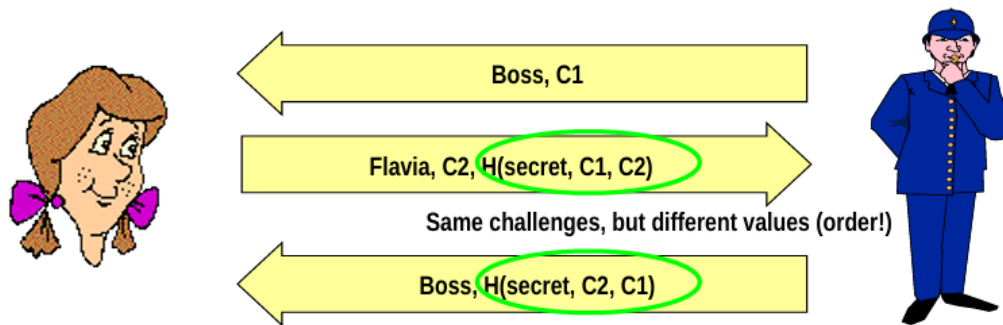 Boss, C1
Flavia, C2, H(secret, C1, C2)
Same challenges, but different values (order!)
Boss, H(secret, C2, C1)